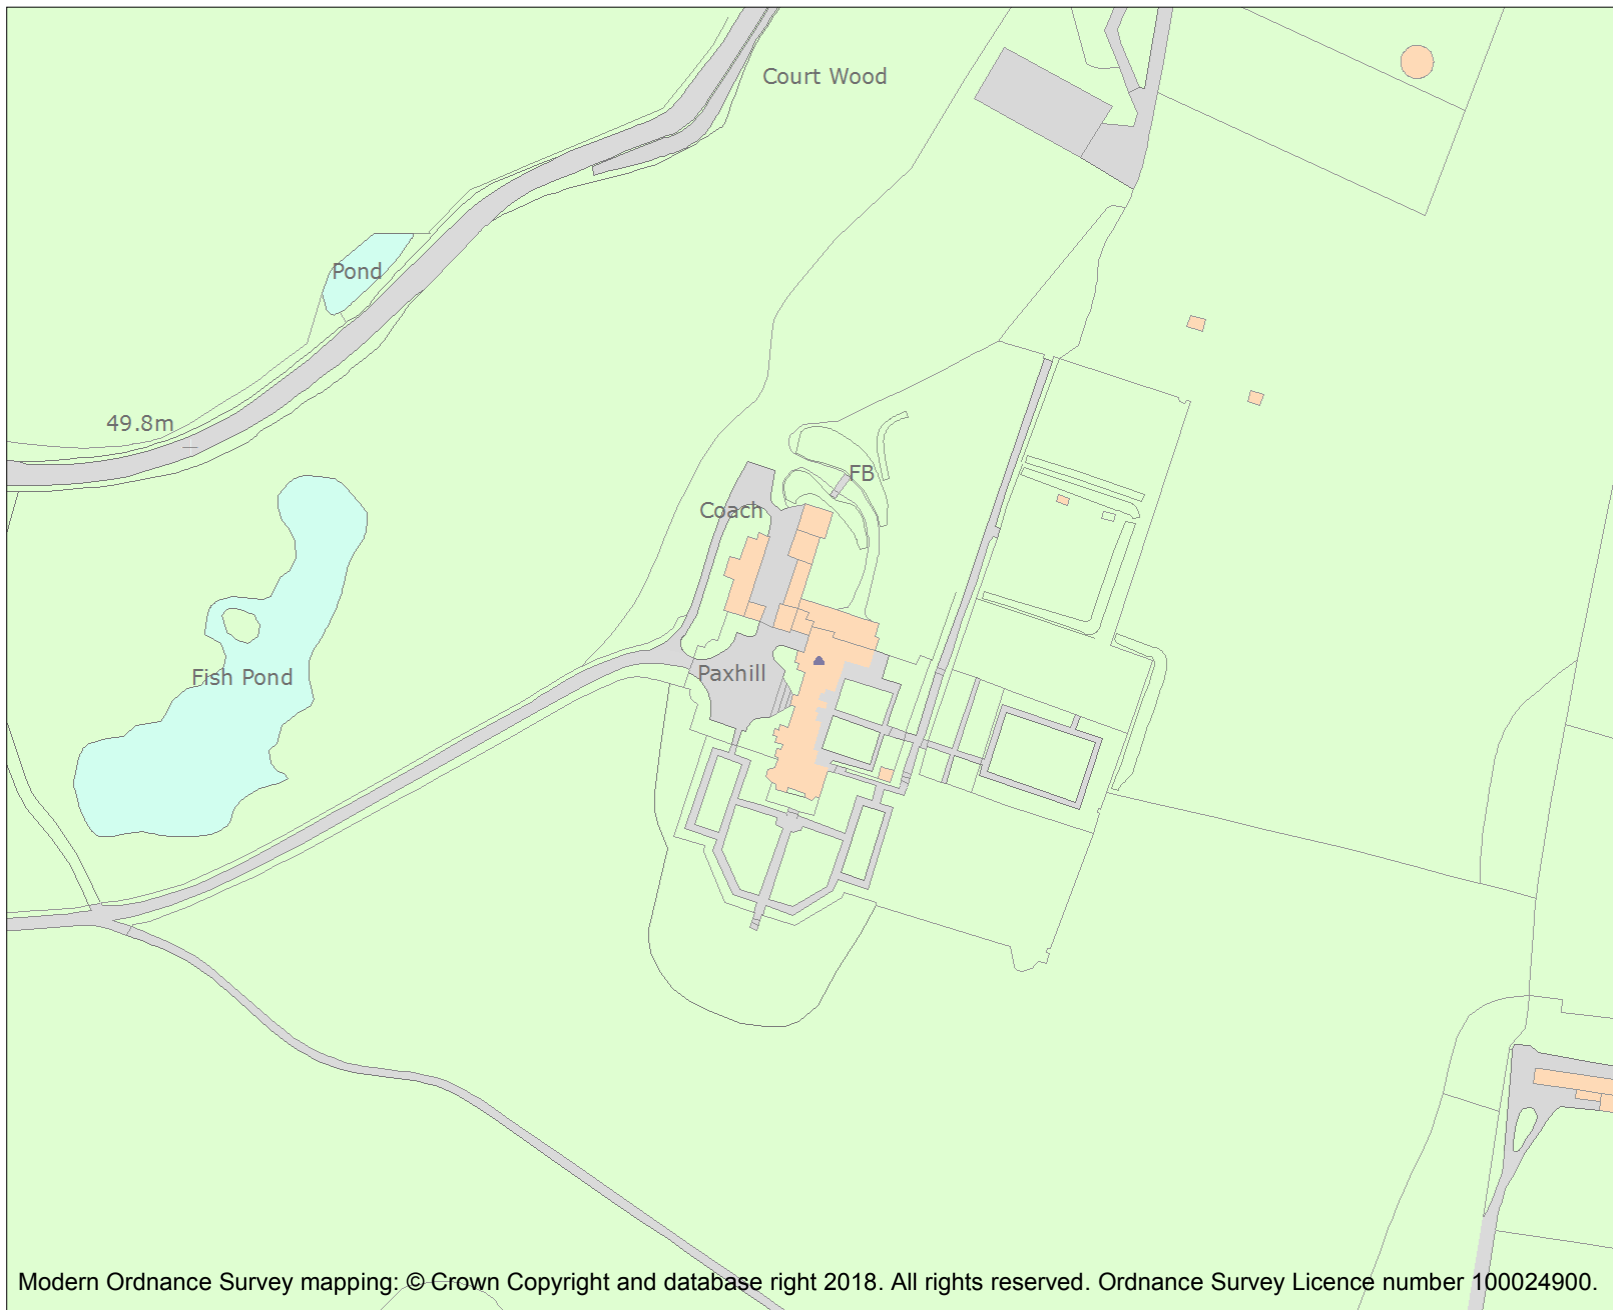 Court Wood
Pond
49.8m
FB
Coach
Fish Pond
Paxhill
Modern Ordnance Survey mapping: © Crown Copyright and database right 2018. All rights reserved. Ordnance Survey Licence number 100024900.